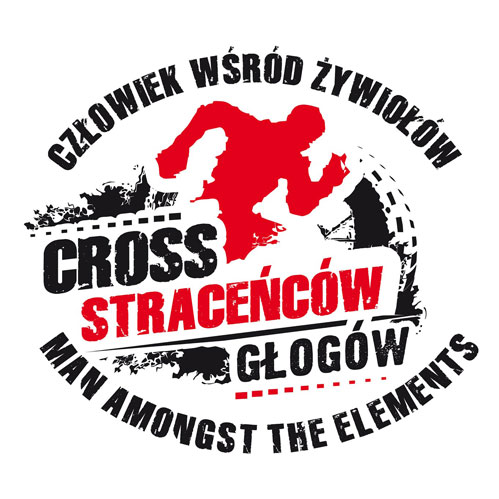 CZŁOWIEK WŚRÓD ŻYWIOŁÓW
CROSS
STRACEŃCÓW
GŁOGÓW
MAN AMONGST THE ELEMENTS